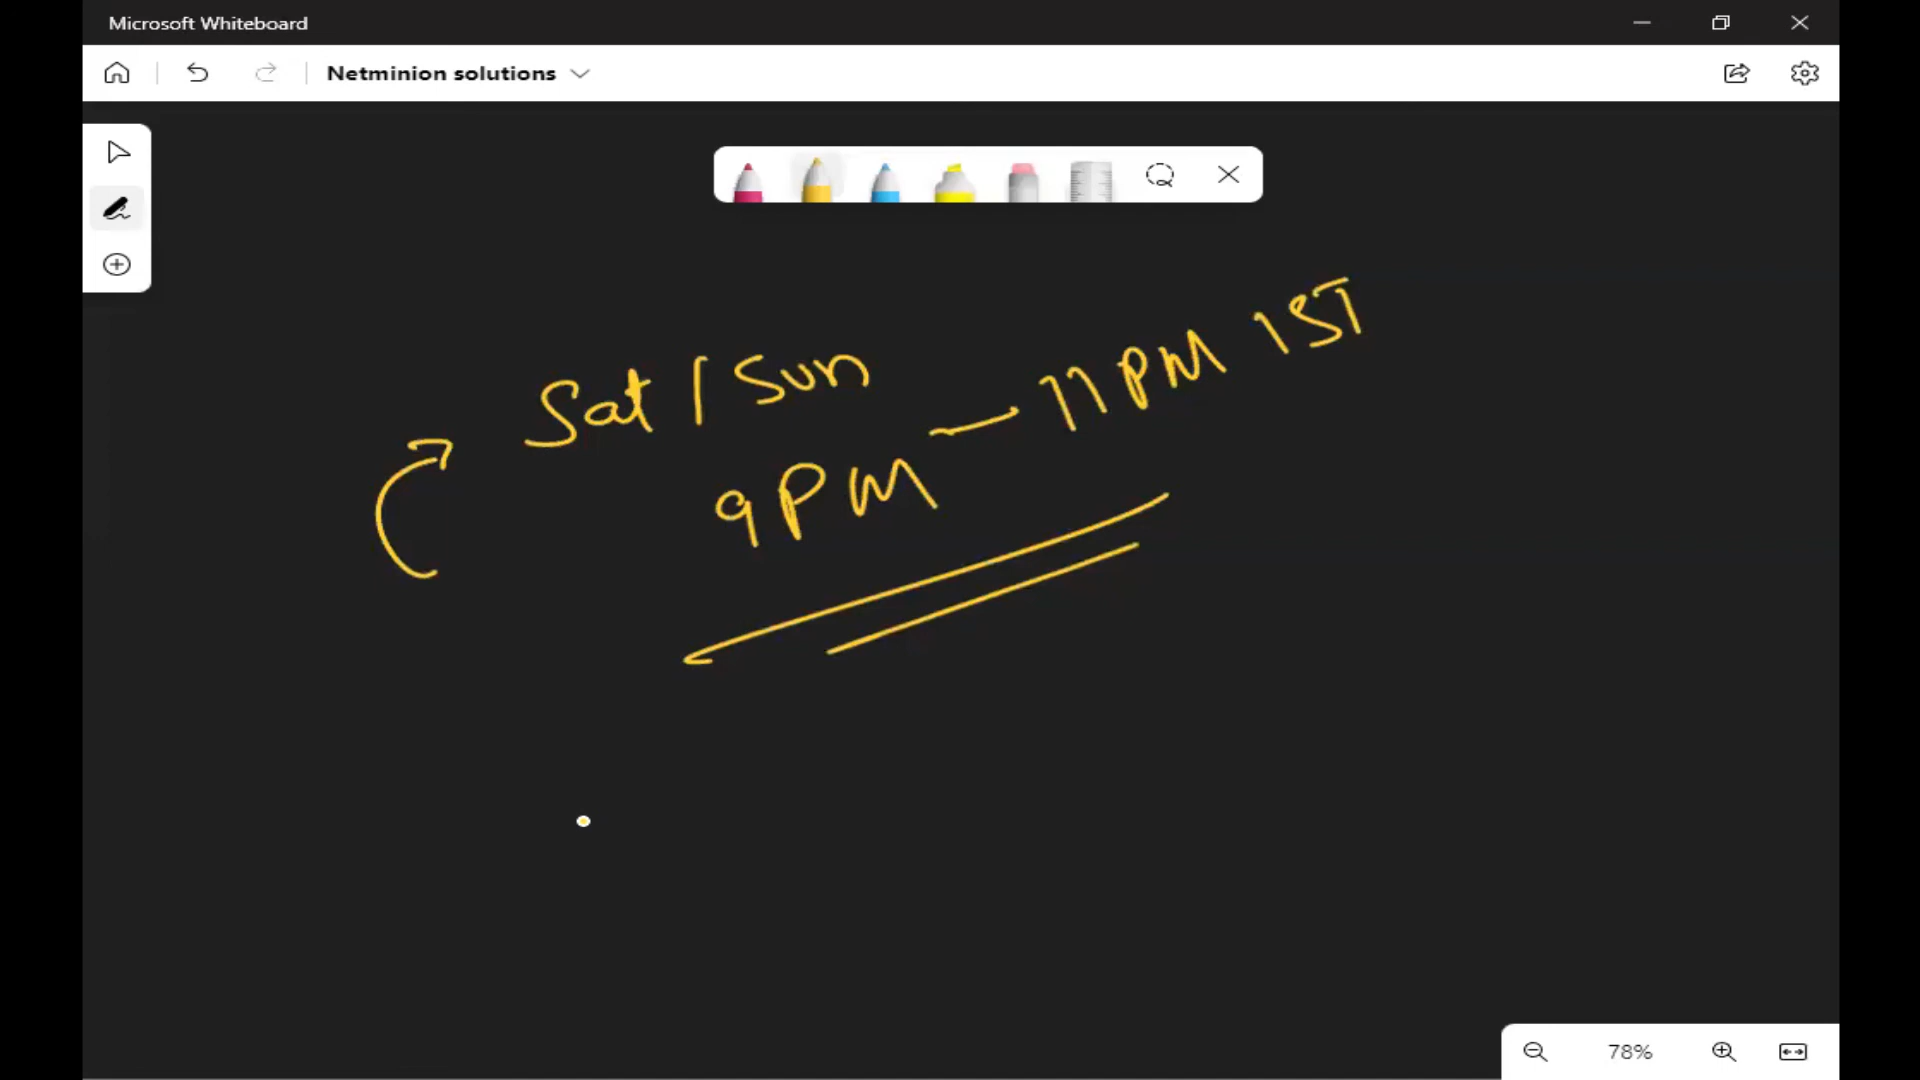 Microsoft Whiteboard
Netminion solutions
Sat / Sun
9PM — 11PM IST
78%